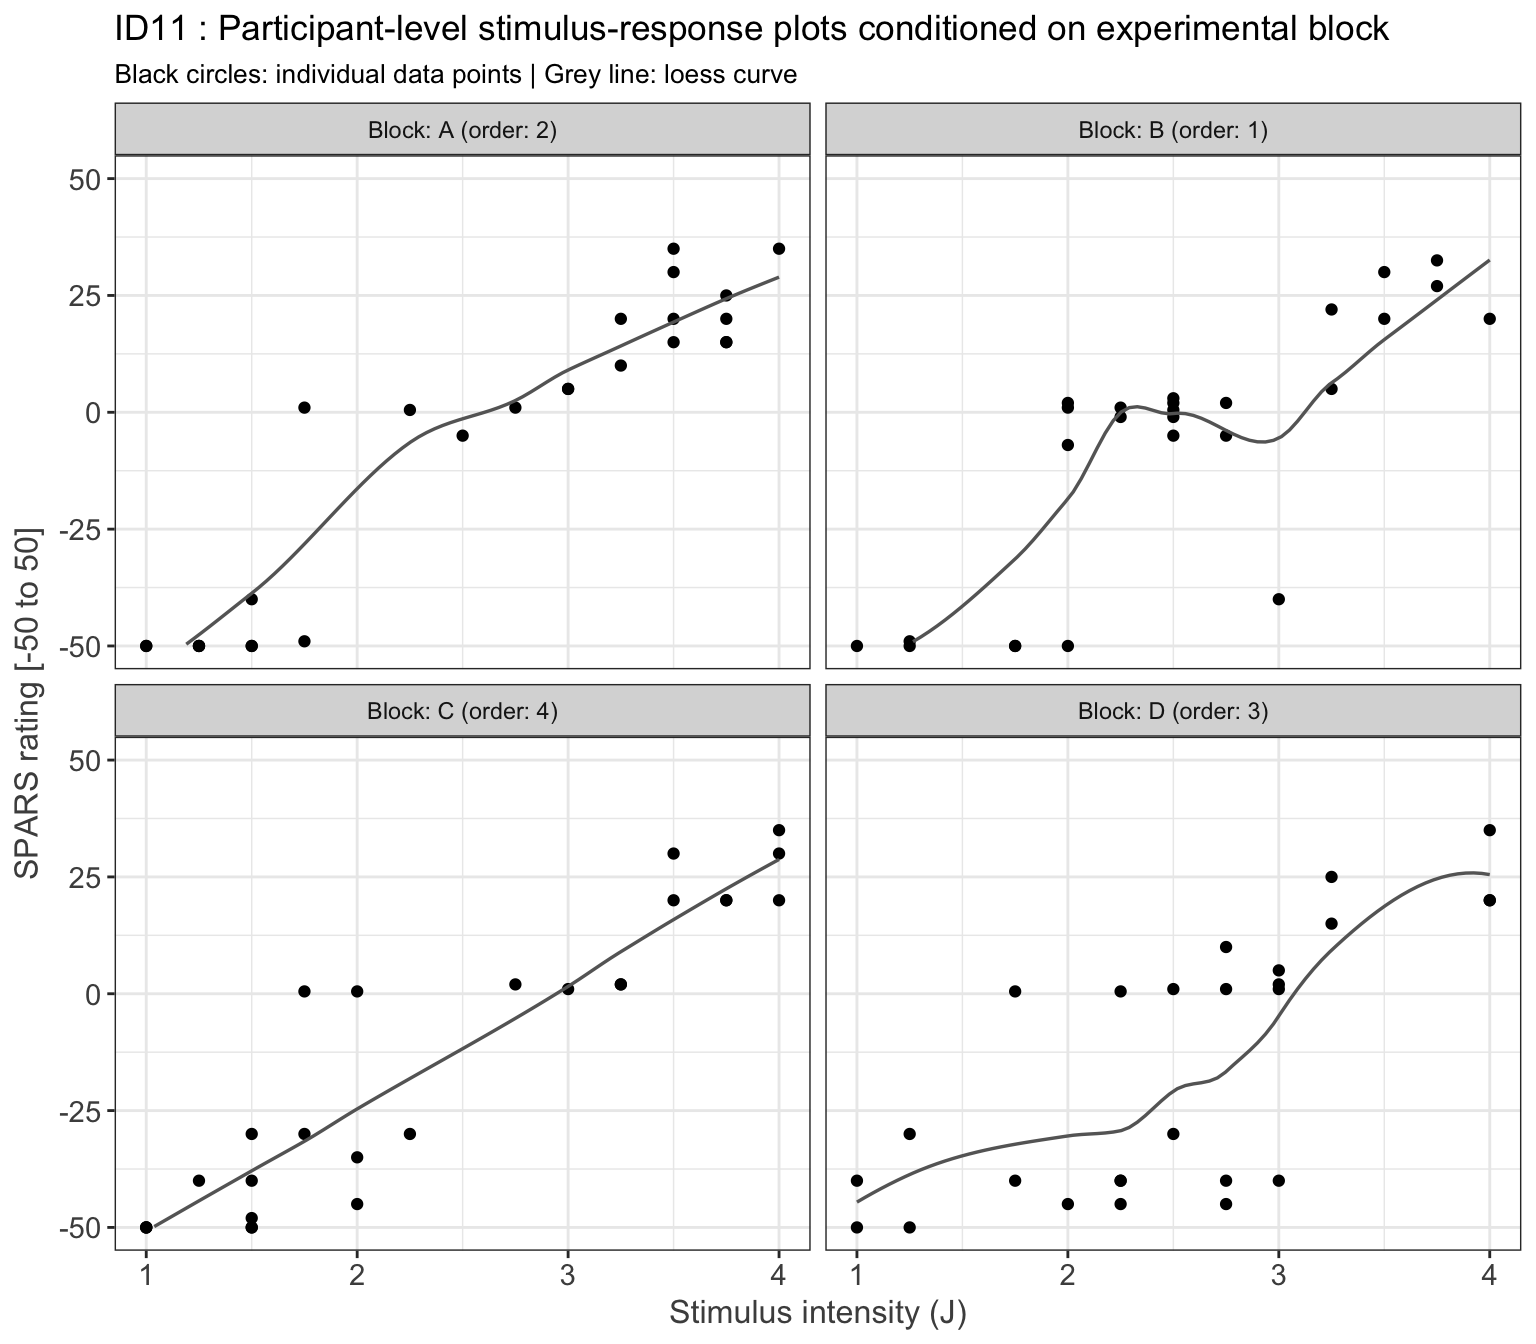 ID11 : Participant-level stimulus-response plots conditioned on experimental block
Black circles: individual data points | Grey line: loess curve
Block: A (order: 2)
Block: B (order: 1)
50
25
0
-25
-50
Block: C (order: 4)
Block: D (order: 3)
50
25
0
-25
-50
SPARS rating [-50 to 50]
1 2 3 4
1 2 3 4
Stimulus intensity (J)